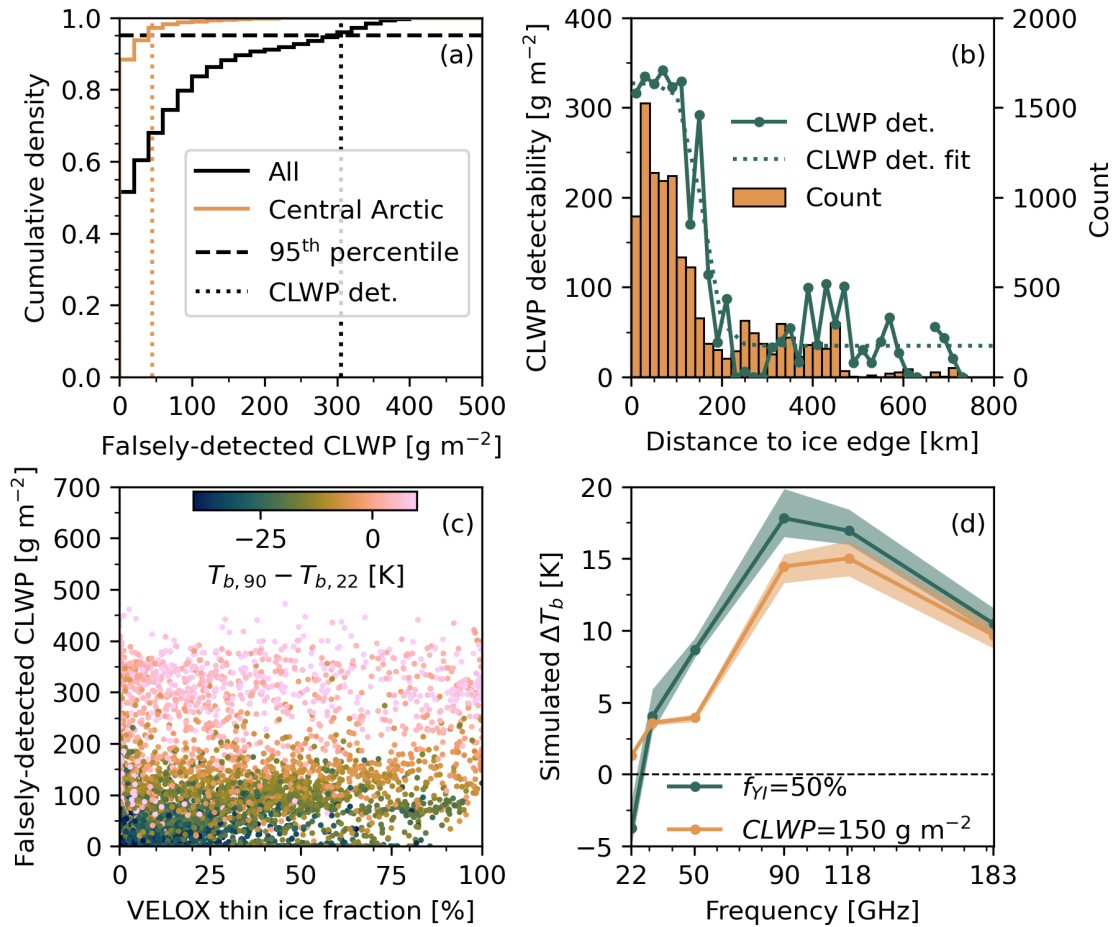 (a)
1.0
0.8
0.6
0.4
0.2
0.0
Cumulative density
All
Central Arctic
95th percentile
CLWP det.
0 100 200 300 400 500
Falsely-detected CLWP [g m−2]
(b)
400
300
200
100
0
CLWP detectability [g m−2]
CLWP det.
CLWP det. fit
Count
2000
1500
1000
500
0
Count
0 200 400 600 800
Distance to ice edge [km]
(c)
700
600
500
400
300
200
100
0
Falsely-detected CLWP [g m−2]
−25 0
Tb, 90 − Tb, 22 [K]
0 25 50 75 100
VELOX thin ice fraction [%]
(d)
20
15
10
5
0
−5
Simulated ΔTb [K]
fYI=50%
CLWP=150 g m−2
22 50 90 118 183
Frequency [GHz]